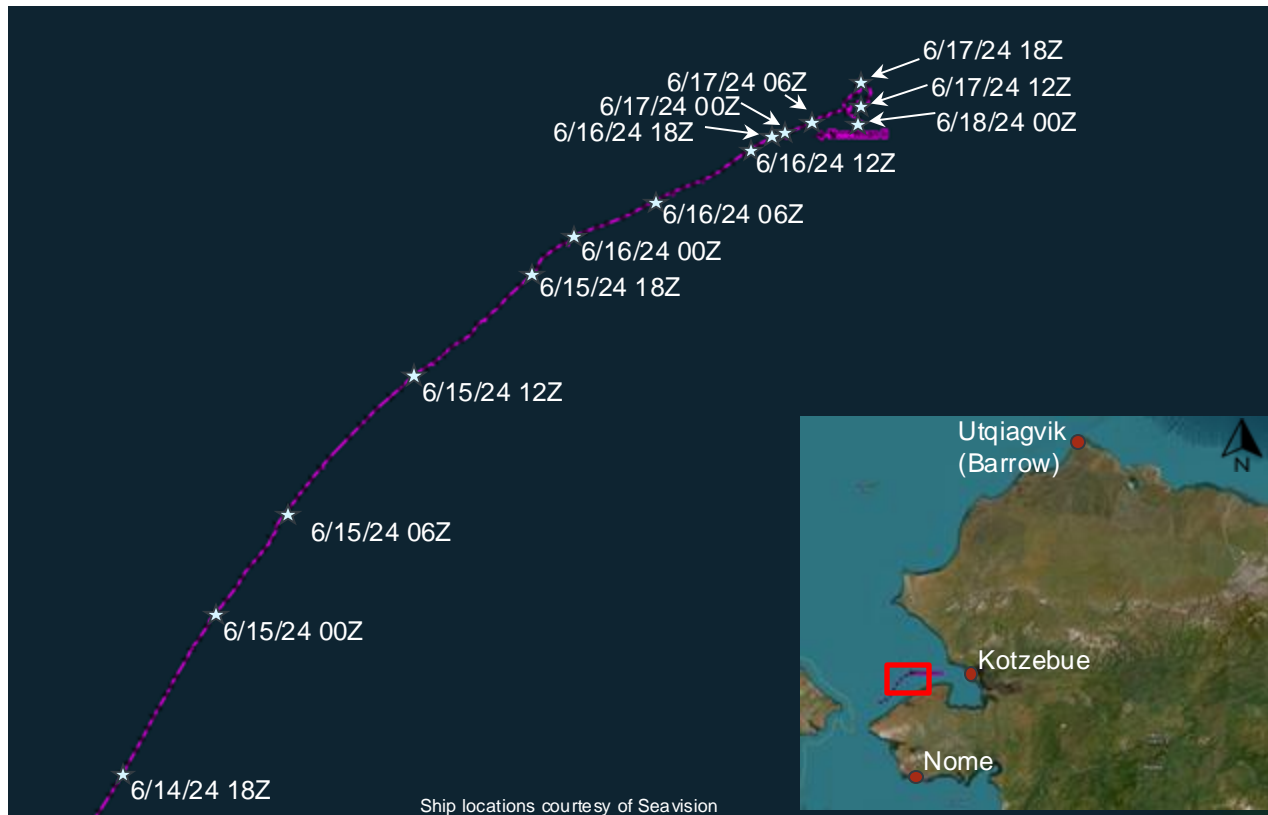 6/17/24 18Z
6/17/24 06Z
6/17/24 12Z
6/17/24 00Z
6/18/24 00Z
6/16/24 18Z
6/16/24 12Z
6/16/24 06Z
6/16/24 00Z
6/15/24 18Z
6/15/24 12Z
6/15/24 06Z
6/15/24 00Z
6/14/24 18Z
Ship locations courtesy of Seavision
Utqiagvik
(Barrow)
N
Kotzebue
Nome